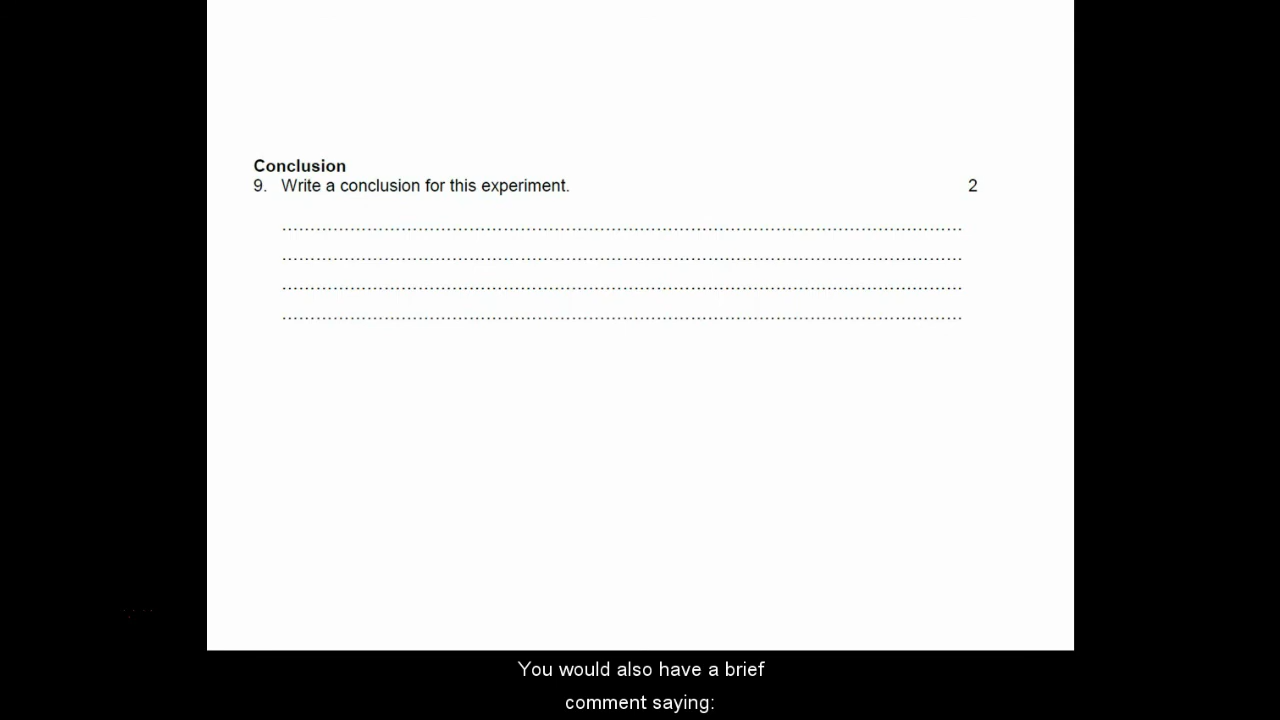 Conclusion
9. Write a conclusion for this experiment. 2
................................................................................................................................
................................................................................................................................
................................................................................................................................
................................................................................................................................
You would also have a brief
comment saying: